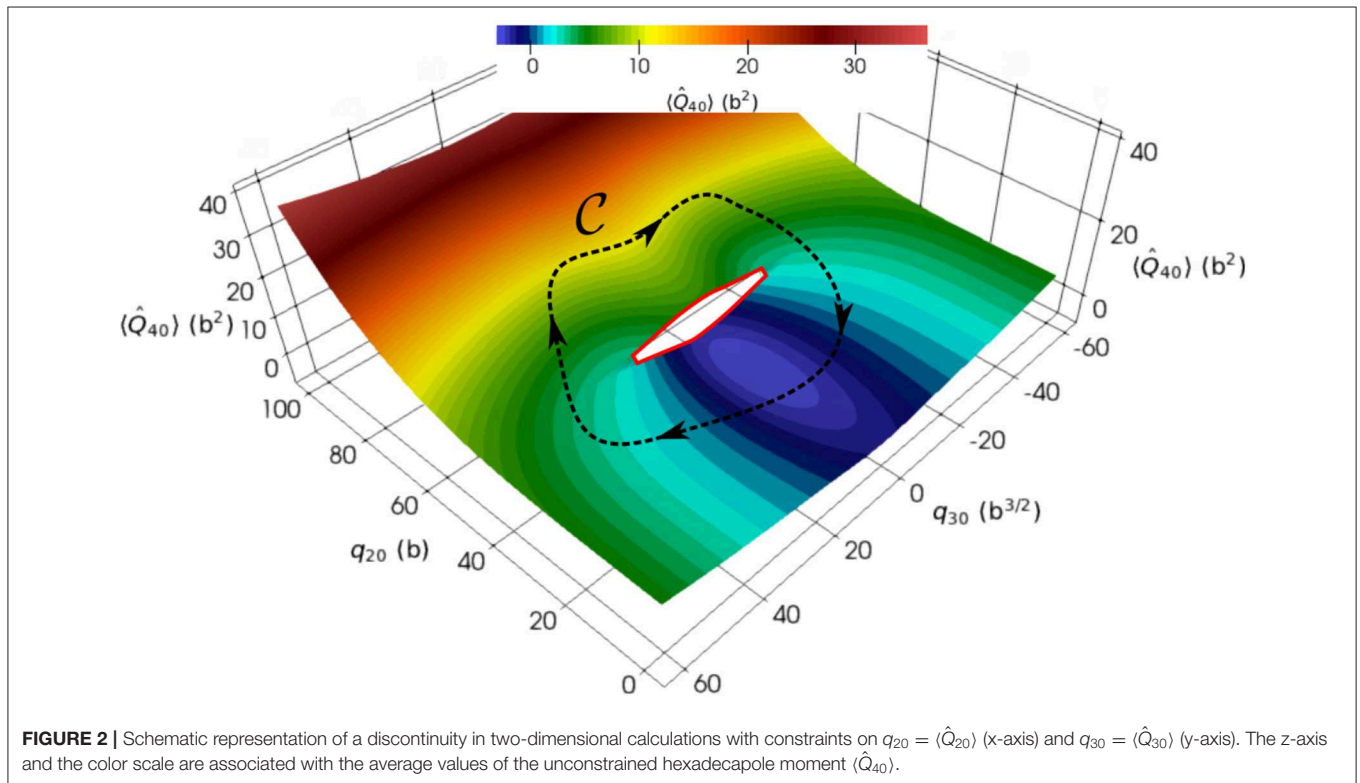 0 10 20 30
⟨Q̂₄₀⟩ (b²)
C
40
30
20
10
0
⟨Q̂₄₀⟩ (b²)
40
20
0
⟨Q̂₄₀⟩ (b²)
100
80
60
40
20
0
q₂₀ (b)
-60
-40
-20
0
20
40
60
q₃₀ (b³/²)
FIGURE 2 | Schematic representation of a discontinuity in two-dimensional calculations with constraints on q₂₀ = ⟨Q̂₂₀⟩ (x-axis) and q₃₀ = ⟨Q̂₃₀⟩ (y-axis). The z-axis
and the color scale are associated with the average values of the unconstrained hexadecapole moment ⟨Q̂₄₀⟩.